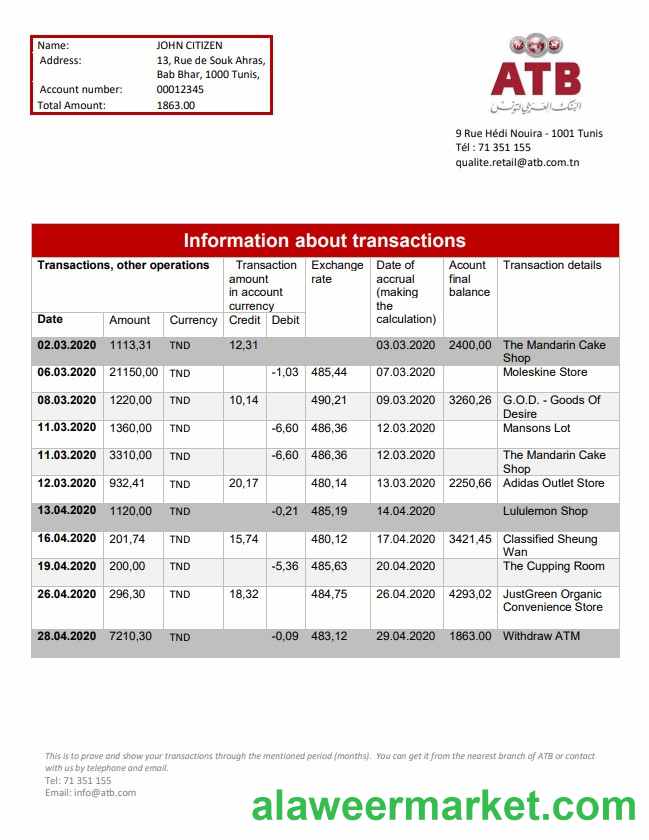 Name: JOHN CITIZEN
Address: 13, Rue de Souk Ahras,
Bab Bhar, 1000 Tunis,
Account number: 00012345
Total Amount: 1863.00
ATB
البنك العربي لتونس
9 Rue Hédi Nouira - 1001 Tunis
Tél : 71 351 155
qualite.retail@atb.com.tn
Information about transactions
Transactions, other operations Transaction amount in account currency Exchange rate Date of accrual (making the calculation) Acount final balance Transaction details
Date Amount Currency Credit Debit
02.03.2020 1113,31 TND 12,31 03.03.2020 2400,00 The Mandarin Cake Shop
06.03.2020 21150,00 TND -1,03 485,44 07.03.2020 Moleskine Store
08.03.2020 1220,00 TND 10,14 490,21 09.03.2020 3260,26 G.O.D. - Goods Of Desire
11.03.2020 1360,00 TND -6,60 486,36 12.03.2020 Mansons Lot
11.03.2020 3310,00 TND -6,60 486,36 12.03.2020 The Mandarin Cake Shop
12.03.2020 932,41 TND 20,17 480,14 13.03.2020 2250,66 Adidas Outlet Store
13.04.2020 1120,00 TND -0,21 485,19 14.04.2020 Lululemon Shop
16.04.2020 201,74 TND 15,74 480,12 17.04.2020 3421,45 Classified Sheung Wan
19.04.2020 200,00 TND -5,36 485,63 20.04.2020 The Cupping Room
26.04.2020 296,30 TND 18,32 484,75 26.04.2020 4293,02 JustGreen Organic Convenience Store
28.04.2020 7210,30 TND -0,09 483,12 29.04.2020 1863.00 Withdraw ATM
This is to prove and show your transactions through the mentioned period (months). You can get it from the nearest branch of ATB or contact
with us by telephone and email.
Tel: 71 351 155
Email: info@atb.com
alaweermarket.com